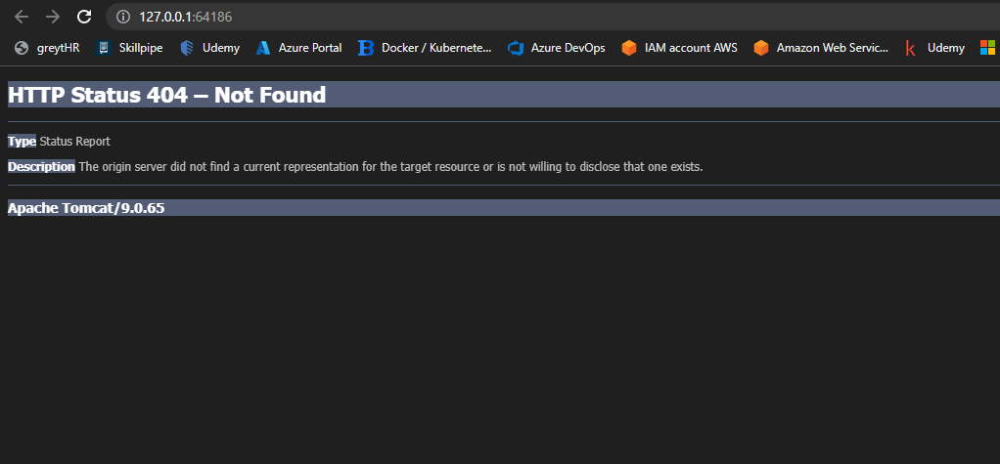 127.0.0.1:64186
greytHR Skillpipe Udemy Azure Portal Docker / Kubernete... Azure DevOps IAM account AWS Amazon Web Servic... Udemy
HTTP Status 404 – Not Found
Type Status Report
Description The origin server did not find a current representation for the target resource or is not willing to disclose that one exists.
Apache Tomcat/9.0.65